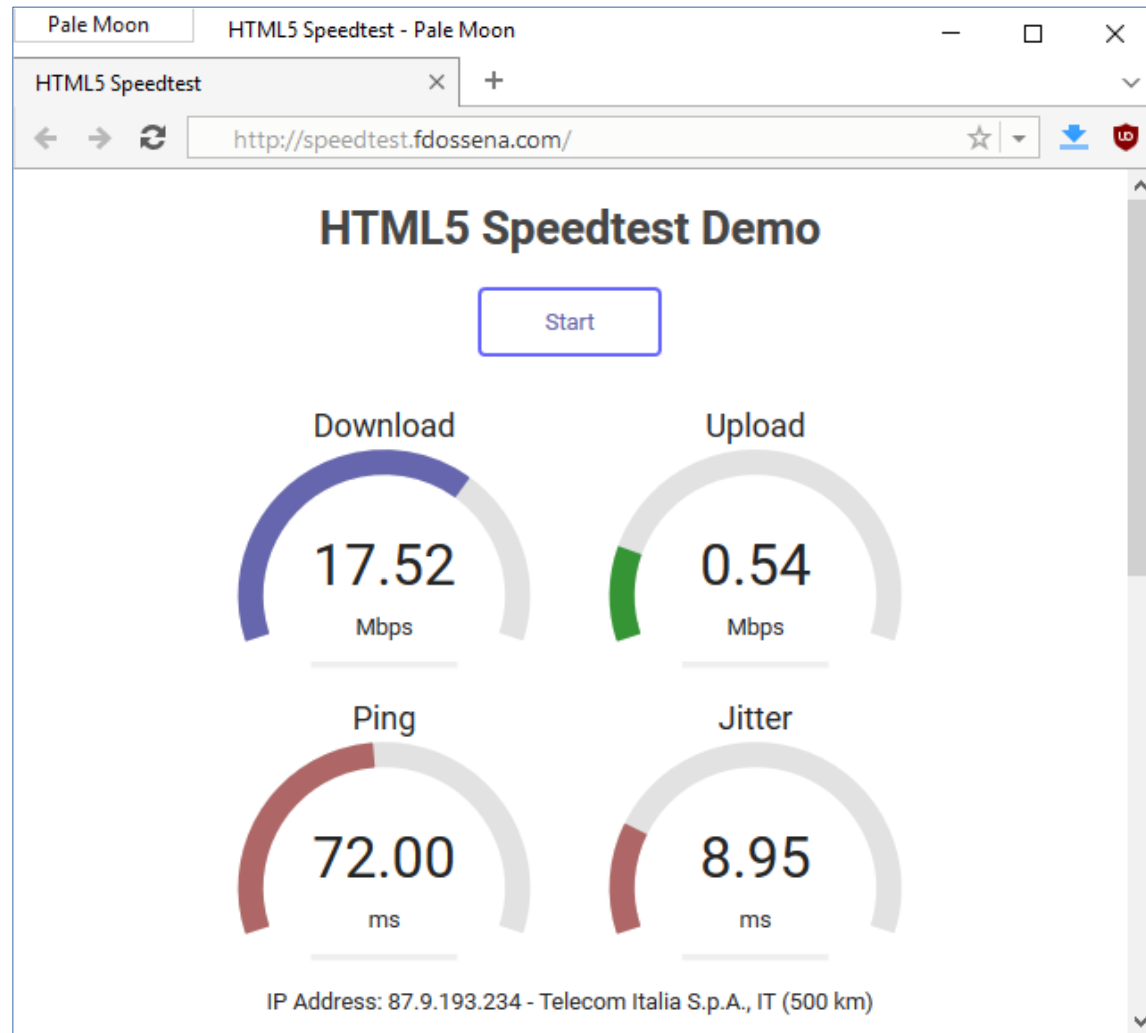 Pale Moon
HTML5 Speedtest - Pale Moon
HTML5 Speedtest
http://speedtest.fdossena.com/
HTML5 Speedtest Demo
Start
Download
Upload
17.52
0.54
Mbps
Mbps
Ping
Jitter
72.00
8.95
ms
ms
IP Address: 87.9.193.234 - Telecom Italia S.p.A., IT (500 km)